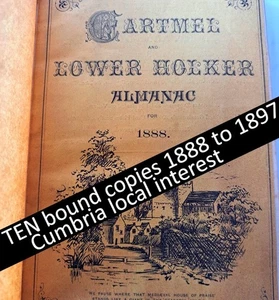 CARTMEL
AND
LOWER HOLKER
ALMANAC
FOR
1888.
TEN bound copies 1888 to 1897
Cumbria local interest